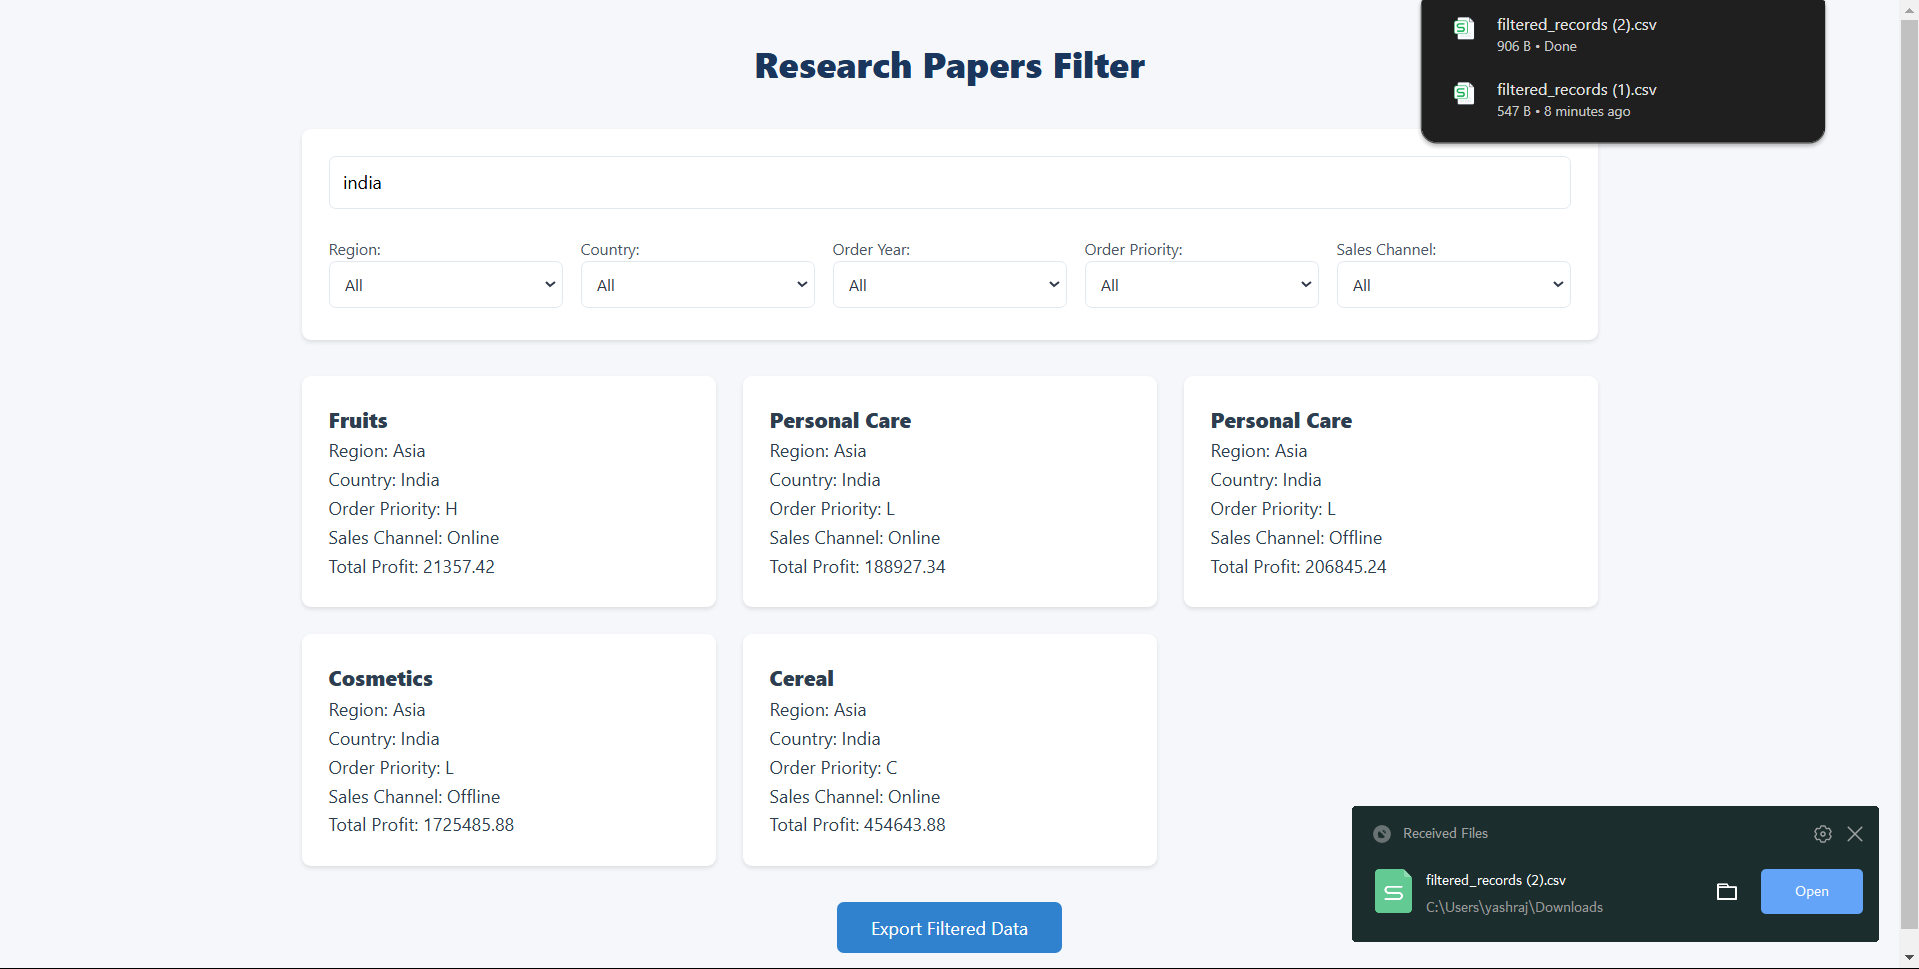 Research Papers Filter
filtered_records (2).csv
906 B • Done
filtered_records (1).csv
547 B • 8 minutes ago
india
Region:
All
Country:
All
Order Year:
All
Order Priority:
All
Sales Channel:
All
Fruits
Region: Asia
Country: India
Order Priority: H
Sales Channel: Online
Total Profit: 21357.42
Personal Care
Region: Asia
Country: India
Order Priority: L
Sales Channel: Online
Total Profit: 188927.34
Personal Care
Region: Asia
Country: India
Order Priority: L
Sales Channel: Offline
Total Profit: 206845.24
Cosmetics
Region: Asia
Country: India
Order Priority: L
Sales Channel: Offline
Total Profit: 1725485.88
Cereal
Region: Asia
Country: India
Order Priority: C
Sales Channel: Online
Total Profit: 454643.88
Export Filtered Data
Received Files
filtered_records (2).csv
C:\Users\yashraj\Downloads
Open